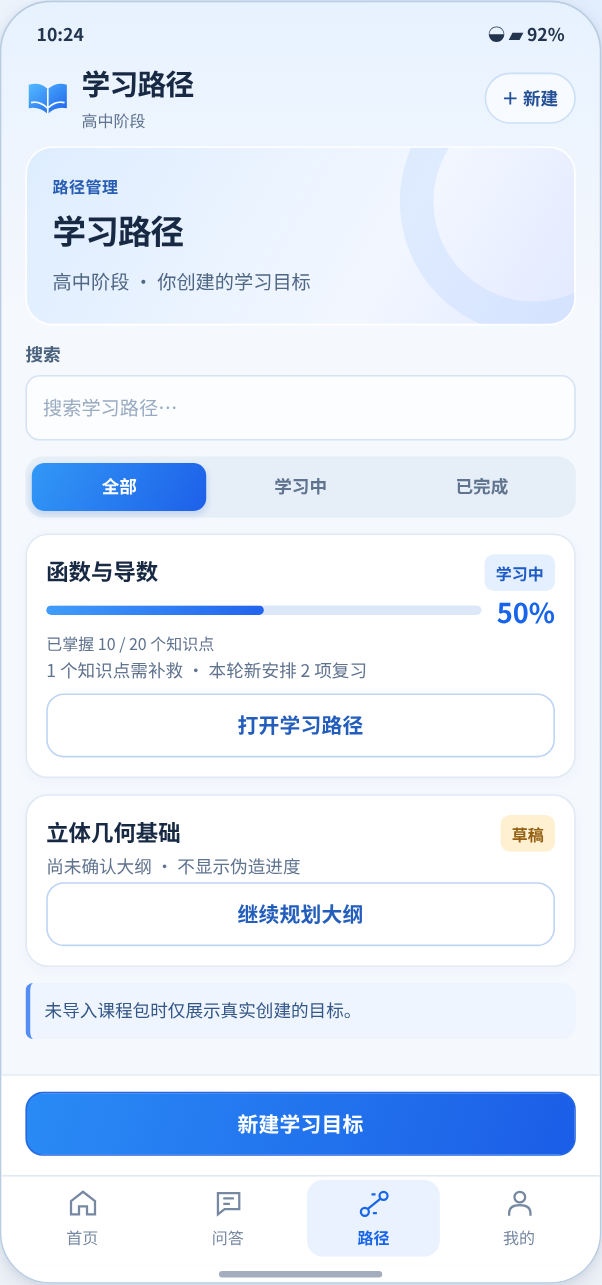 10:24
92%
学习路径
高中阶段
+ 新建
路径管理
学习路径
高中阶段 · 你创建的学习目标
搜索
搜索学习路径…
全部
学习中
已完成
函数与导数
学习中
50%
已掌握 10 / 20 个知识点
1 个知识点需补救 · 本轮新安排 2 项复习
打开学习路径
立体几何基础
草稿
尚未确认大纲 · 不显示伪造进度
继续规划大纲
未导入课程包时仅展示真实创建的目标。
新建学习目标
首页
问答
路径
我的